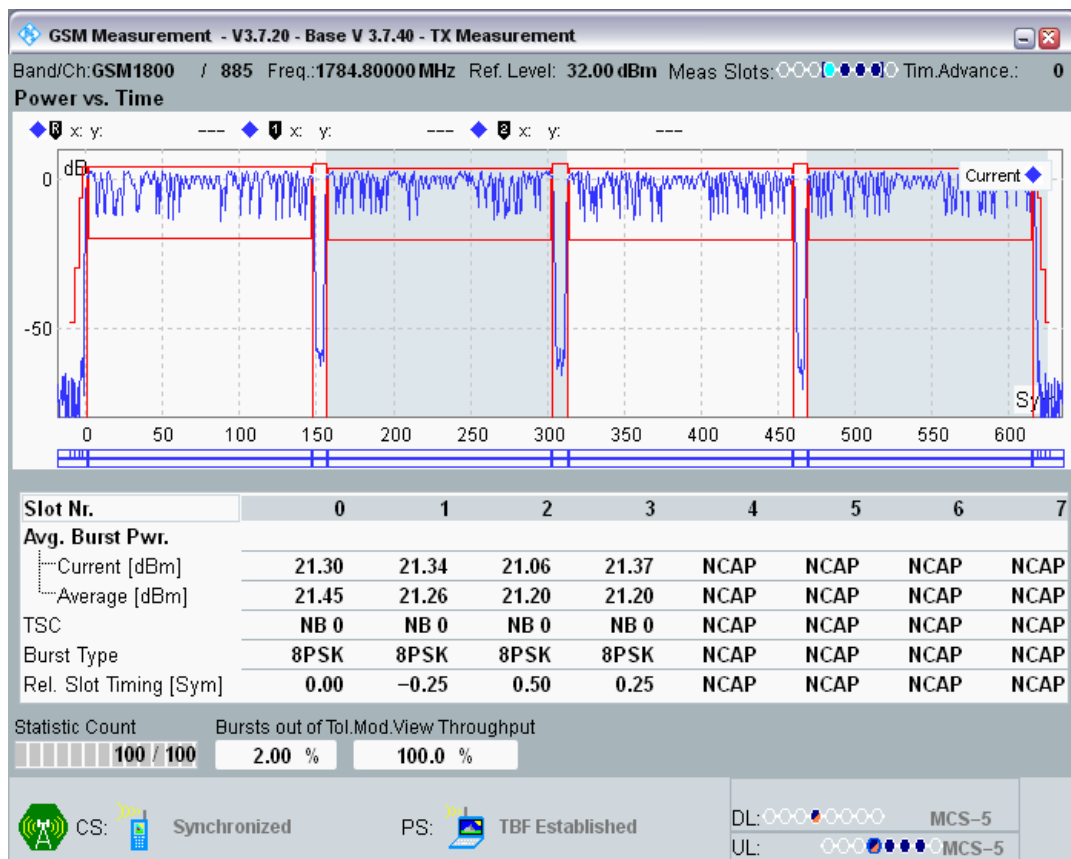 GSM Measurement - V3.7.20 - Base V 3.7.40 - TX Measurement
Band/Ch:GSM1800 / 885 Freq.:1784.80000 MHz Ref. Level: 32.00 dBm Meas Slots: Tim.Advance.: 0
Power vs. Time
R x: y: --- 1 x: y: --- 2 x: y: ---
dB
Current
0
-50
Sy
0 50 100 150 200 250 300 350 400 450 500 550 600
Slot Nr. 0 1 2 3 4 5 6 7
Avg. Burst Pwr.
Current [dBm] 21.30 21.34 21.06 21.37 NCAP NCAP NCAP NCAP
Average [dBm] 21.45 21.26 21.20 21.20 NCAP NCAP NCAP NCAP
TSC NB 0 NB 0 NB 0 NB 0 NCAP NCAP NCAP NCAP
Burst Type 8PSK 8PSK 8PSK 8PSK NCAP NCAP NCAP NCAP
Rel. Slot Timing [Sym] 0.00 −0.25 0.50 0.25 NCAP NCAP NCAP NCAP
Statistic Count Bursts out of Tol.Mod.View Throughput
100 / 100 2.00 % 100.0 %
CS: Synchronized PS: TBF Established DL: MCS−5
UL: MCS−5